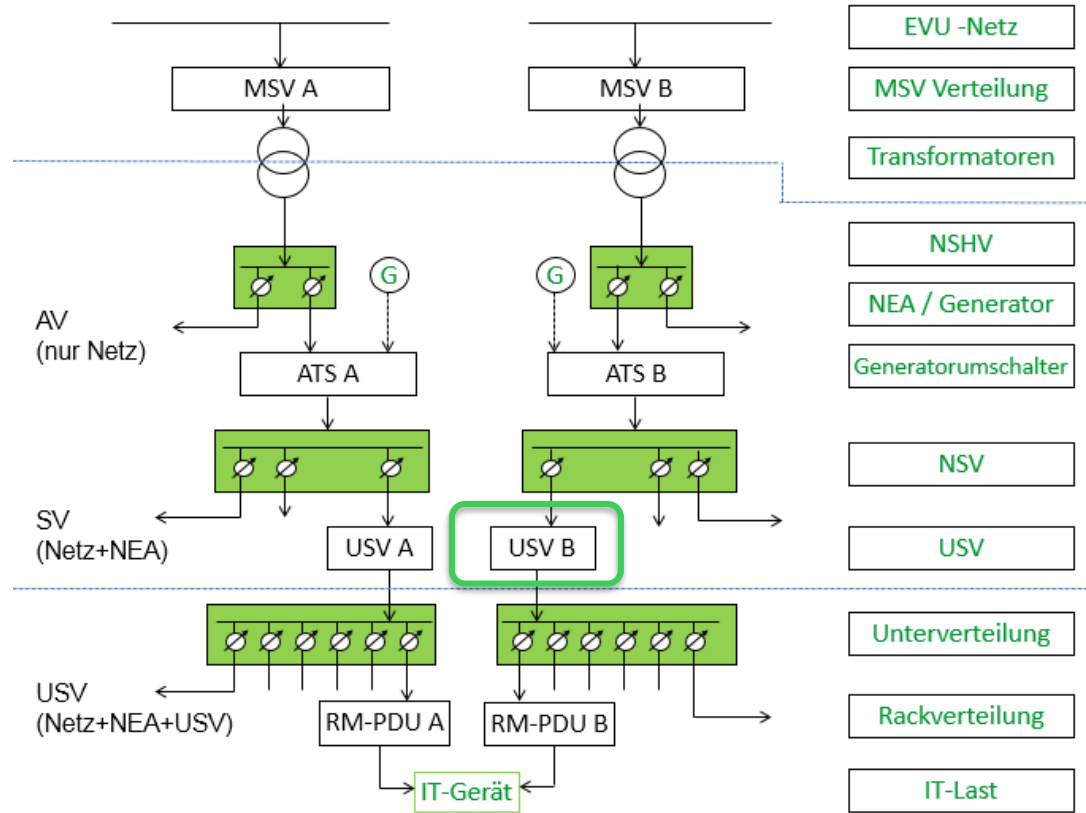 EVU -Netz
MSV A
MSV B
MSV Verteilung
Transformatoren
NSHV
G
G
NEA / Generator
AV
(nur Netz)
ATS A
ATS B
Generatorumschalter
NSV
SV
(Netz+NEA)
USV A
USV B
USV
Unterverteilung
USV
(Netz+NEA+USV)
RM-PDU A
RM-PDU B
Rackverteilung
IT-Gerät
IT-Last